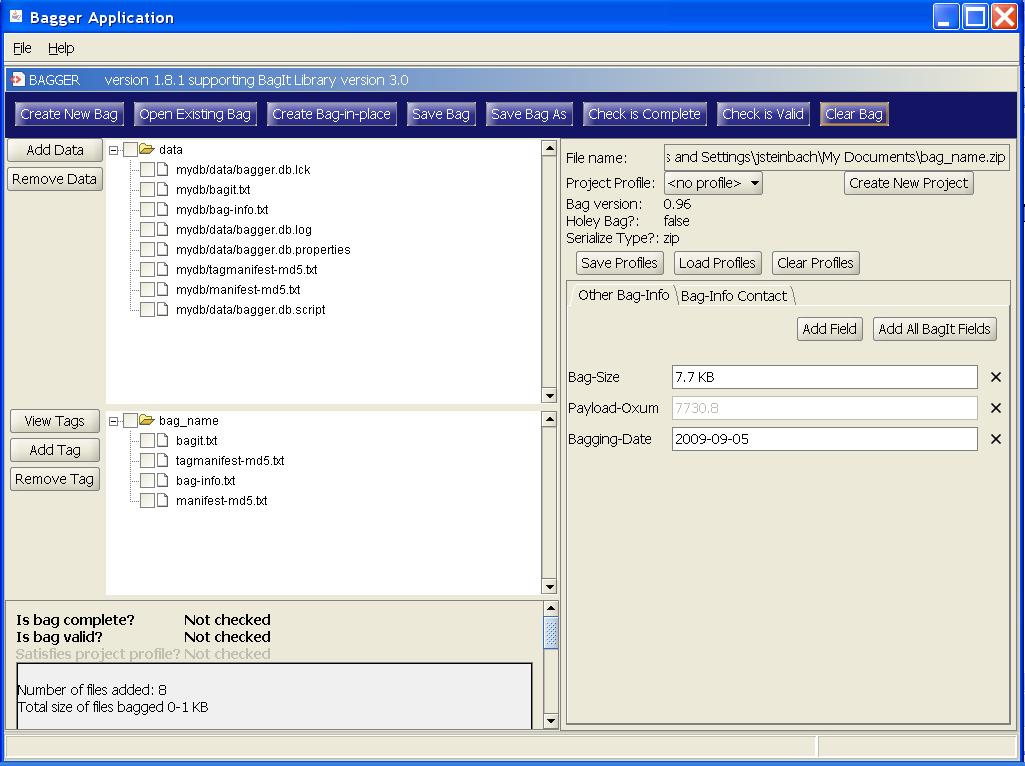 Bagger Application
File Help
BAGGER version 1.8.1 supporting BagIt Library version 3.0
Create New Bag Open Existing Bag Create Bag-in-place Save Bag Save Bag As Check is Complete Check is Valid Clear Bag
Add Data
Remove Data
data
mydb/data/bagger.db.lck
mydb/bagit.txt
mydb/bag-info.txt
mydb/data/bagger.db.log
mydb/data/bagger.db.properties
mydb/tagmanifest-md5.txt
mydb/manifest-md5.txt
mydb/data/bagger.db.script
View Tags
Add Tag
Remove Tag
bag_name
bagit.txt
tagmanifest-md5.txt
bag-info.txt
manifest-md5.txt
Is bag complete? Not checked
Is bag valid? Not checked
Satisfies project profile? Not checked
Number of files added: 8
Total size of files bagged 0-1 KB
File name: s and Settings\jsteinbach\My Documents\bag_name.zip
Project Profile: <no profile> Create New Project
Bag version: 0.96
Holey Bag?: false
Serialize Type?: zip
Save Profiles Load Profiles Clear Profiles
Other Bag-Info Bag-Info Contact
Add Field Add All BagIt Fields
Bag-Size 7.7 KB
Payload-Oxum 7730.8
Bagging-Date 2009-09-05